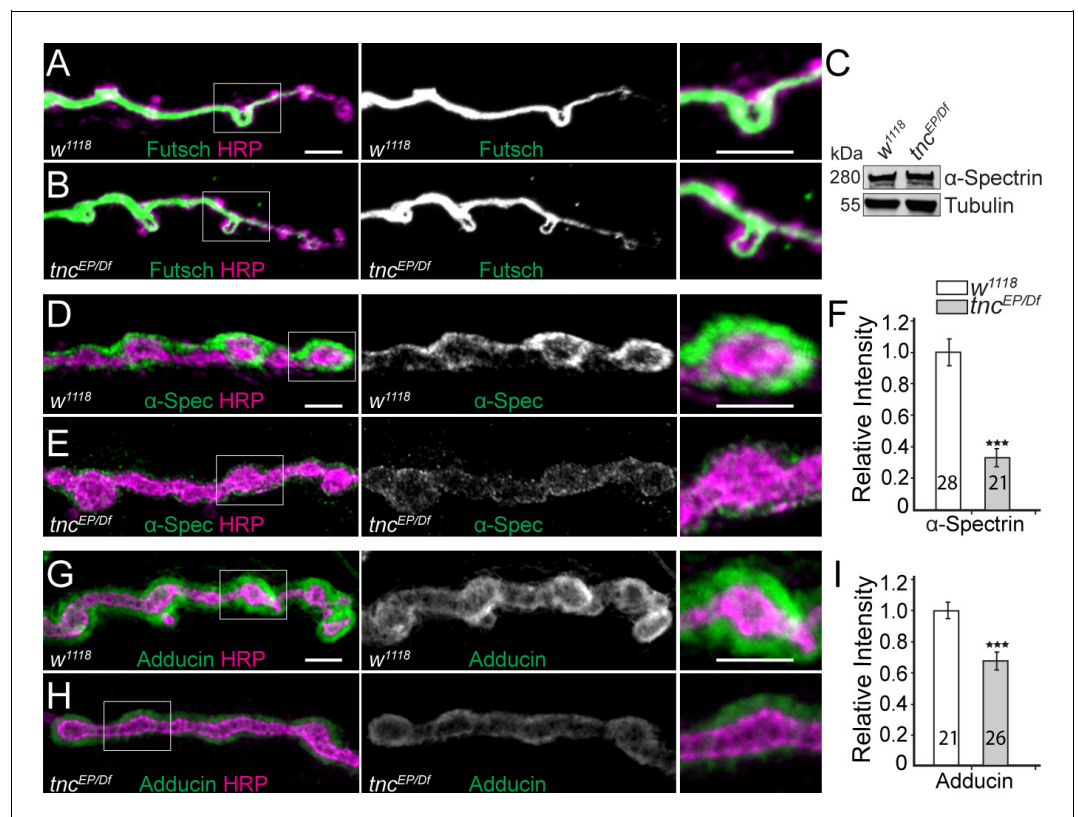 A
w1118 Futsch HRP
w1118 Futsch
B
tncEP/Df Futsch HRP
tncEP/Df Futsch
C
w1118 tncEP/Df
kDa
280 α-Spectrin
55 Tubulin
D
w1118 α-Spec HRP
w1118 α-Spec
E
tncEP/Df α-Spec HRP
tncEP/Df α-Spec
w1118
tncEP/Df
F
Relative Intensity
1.2
1.0
0.8
0.6
0.4
0.2
0
28 21
★★★
α-Spectrin
G
w1118 Adducin HRP
w1118 Adducin
H
tncEP/Df Adducin HRP
tncEP/Df Adducin
I
Relative Intensity
1.2
1.0
0.8
0.6
0.4
0.2
0
21 26
★★★
Adducin